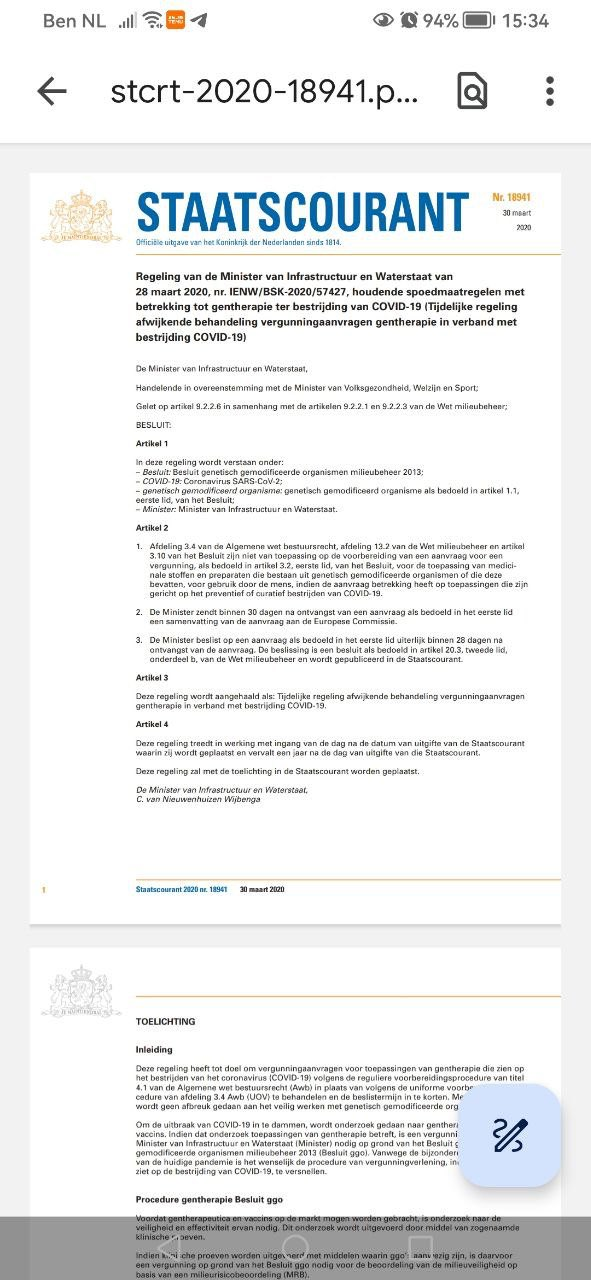 Ben NL
94% 15:34
stcrt-2020-18941.p...
STAATSCOURANT
Nr. 18941
30 maart
2020
Officiële uitgave van het Koninkrijk der Nederlanden sinds 1814.
Regeling van de Minister van Infrastructuur en Waterstaat van
28 maart 2020, nr. IENW/BSK-2020/57427, houdende spoedmaatregelen met
betrekking tot gentherapie ter bestrijding van COVID-19 (Tijdelijke regeling
afwijkende behandeling vergunningaanvragen gentherapie in verband met
bestrijding COVID-19)
De Minister van Infrastructuur en Waterstaat,
Handelende in overeenstemming met de Minister van Volksgezondheid, Welzijn en Sport;
Gelet op artikel 9.2.2.6 in samenhang met de artikelen 9.2.2.1 en 9.2.2.3 van de Wet milieubeheer;
BESLUIT:
Artikel 1
In deze regeling wordt verstaan onder:
– Besluit: Besluit genetisch gemodificeerde organismen milieubeheer 2013;
– COVID-19: Coronavirus SARS-CoV-2;
– genetisch gemodificeerd organisme: genetisch gemodificeerd organisme als bedoeld in artikel 1.1,
eerste lid, van het Besluit;
– Minister: Minister van Infrastructuur en Waterstaat.
Artikel 2
1. Afdeling 3.4 van de Algemene wet bestuursrecht, afdeling 13.2 van de Wet milieubeheer en artikel
3.10 van het Besluit zijn niet van toepassing op de voorbereiding van een aanvraag voor een
vergunning, als bedoeld in artikel 3.2, eerste lid, van het Besluit, voor de toepassing van medici-
nale stoffen en preparaten die bestaan uit genetisch gemodificeerde organismen of die deze
bevatten, voor gebruik door de mens, indien de aanvraag betrekking heeft op toepassingen die zijn
gericht op het preventief of curatief bestrijden van COVID-19.
2. De Minister zendt binnen 30 dagen na ontvangst van een aanvraag als bedoeld in het eerste lid
een samenvatting van de aanvraag aan de Europese Commissie.
3. De Minister beslist op een aanvraag als bedoeld in het eerste lid uiterlijk binnen 28 dagen na
ontvangst van de aanvraag. De beslissing is een besluit als bedoeld in artikel 20.3, tweede lid,
onderdeel b, van de Wet milieubeheer en wordt gepubliceerd in de Staatscourant.
Artikel 3
Deze regeling wordt aangehaald als: Tijdelijke regeling afwijkende behandeling vergunningaanvragen
gentherapie in verband met bestrijding COVID-19.
Artikel 4
Deze regeling treedt in werking met ingang van de dag na de datum van uitgifte van de Staatscourant
waarin zij wordt geplaatst en vervalt een jaar na de dag van uitgifte van die Staatscourant.
Deze regeling zal met de toelichting in de Staatscourant worden geplaatst.
De Minister van Infrastructuur en Waterstaat,
C. van Nieuwenhuizen Wijbenga
1 Staatscourant 2020 nr. 18941 30 maart 2020
TOELICHTING
Inleiding
Deze regeling heeft tot doel om vergunningaanvragen voor toepassingen van gentherapie die zien op
het bestrijden van het coronavirus (COVID-19) volgens de reguliere voorbereidingsprocedure van titel
4.1 van de Algemene wet bestuursrecht (Awb) in plaats van volgens de uniforme voorbe
cedure van afdeling 3.4 Awb (UOV) te behandelen en de beslistermijn in te korten. Me
wordt geen afbreuk gedaan aan het veilig werken met genetisch gemodificeerde org
Om de uitbraak van COVID-19 in te dammen, wordt onderzoek gedaan naar genthera
vaccins. Indien dat onderzoek toepassingen van gentherapie betreft, is een vergunni
Minister van Infrastructuur en Waterstaat (Minister) nodig op grond van het Besluit g
gemodificeerde organismen milieubeheer 2013 (Besluit ggo). Vanwege de bijzonder
van de huidige pandemie is het wenselijk de procedure van vergunningverlening, in
ziet op de bestrijding van COVID-19, te versnellen.
Procedure gentherapie Besluit ggo
Voordat gentherapeutica en vaccins op de markt mogen worden gebracht, is onderzoek naar de
veiligheid en effectiviteit ervan nodig. Dit onderzoek wordt uitgevoerd door middel van zogenaamde
klinische proeven.
Indien klinische proeven worden uitgevoerd met middelen waarin ggo's aanwezig zijn, is daarvoor
een vergunning op grond van het Besluit ggo nodig voor de beoordeling van de milieuveiligheid op
basis van een milieurisicobeoordeling (MRB).